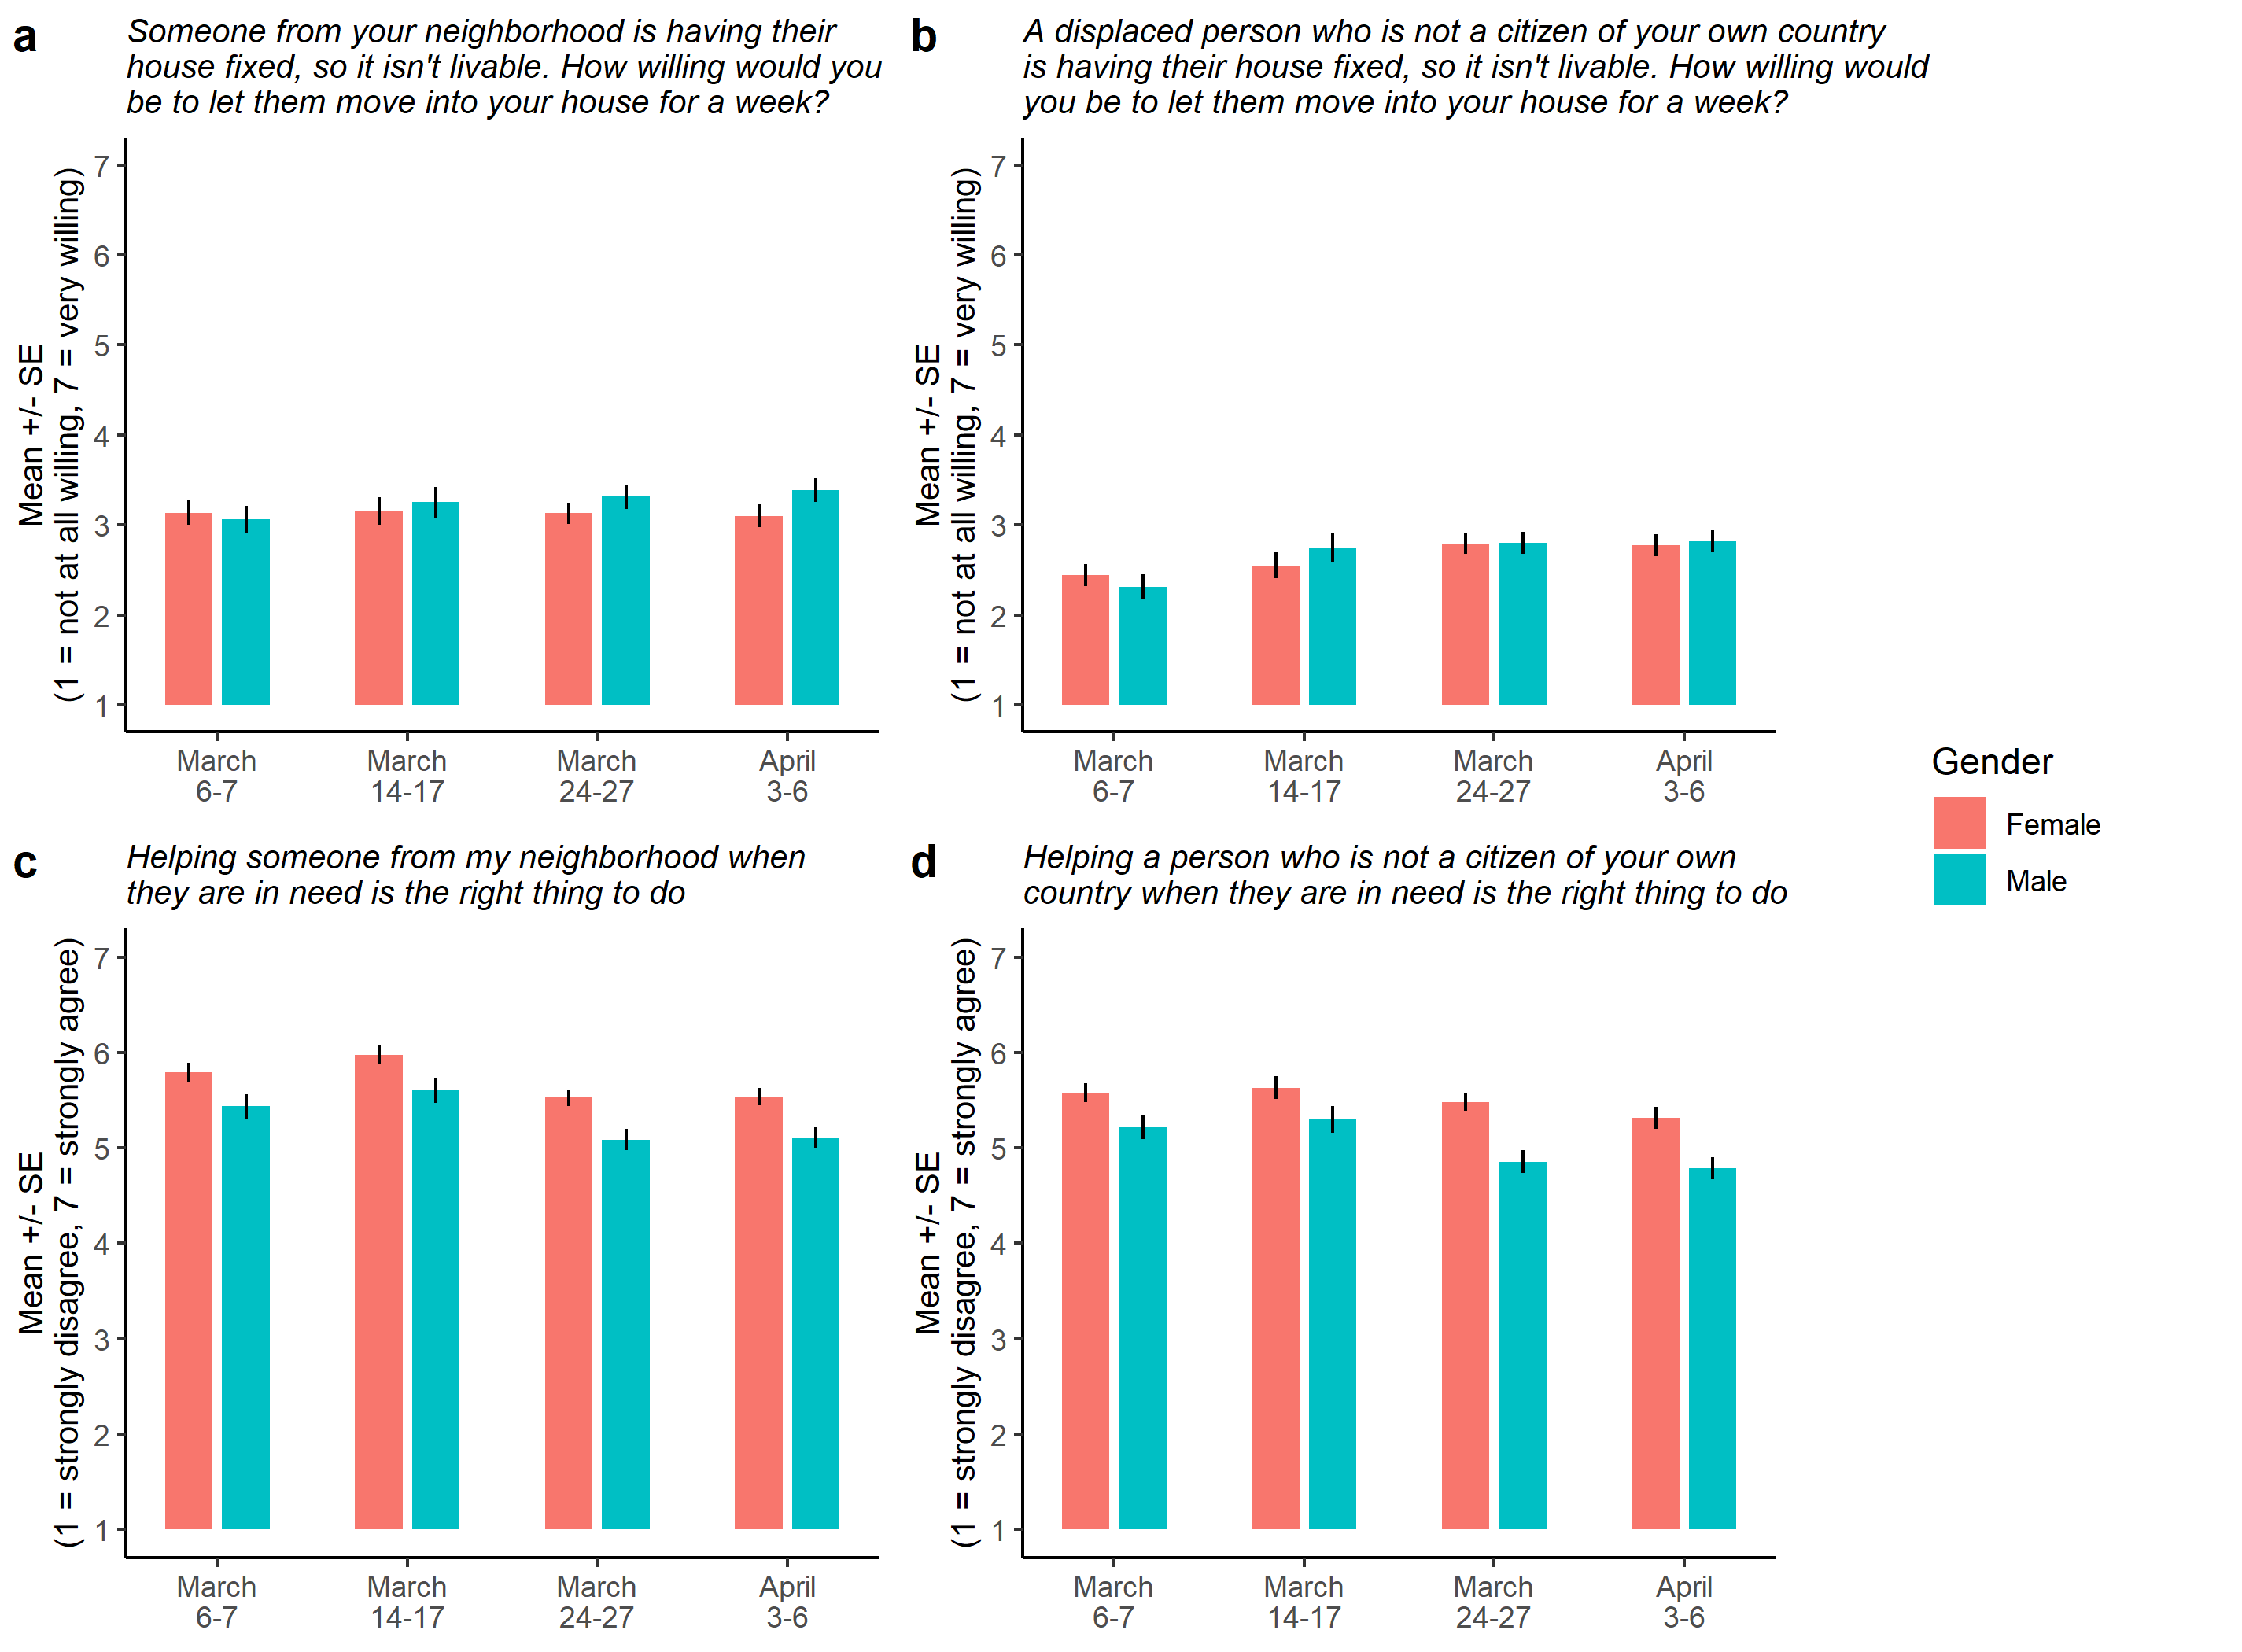 a
Someone from your neighborhood is having their
house fixed, so it isn't livable. How willing would you
be to let them move into your house for a week?
Mean +/- SE
(1 = not at all willing, 7 = very willing)
7
6
5
4
3
2
1
March
6-7
March
14-17
March
24-27
April
3-6
b
A displaced person who is not a citizen of your own country
is having their house fixed, so it isn't livable. How willing would
you be to let them move into your house for a week?
Mean +/- SE
(1 = not at all willing, 7 = very willing)
7
6
5
4
3
2
1
March
6-7
March
14-17
March
24-27
April
3-6
Gender
Female
Male
c
Helping someone from my neighborhood when
they are in need is the right thing to do
Mean +/- SE
(1 = strongly disagree, 7 = strongly agree)
7
6
5
4
3
2
1
March
6-7
March
14-17
March
24-27
April
3-6
d
Helping a person who is not a citizen of your own
country when they are in need is the right thing to do
Mean +/- SE
(1 = strongly disagree, 7 = strongly agree)
7
6
5
4
3
2
1
March
6-7
March
14-17
March
24-27
April
3-6